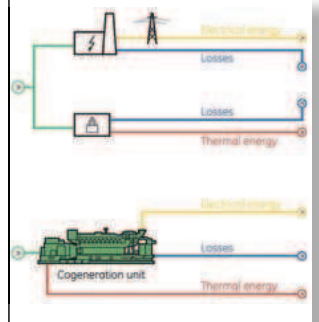 Electrical energy
Losses
Losses
Thermal energy
Electrical energy
Losses
Cogeneration unit
Thermal energy